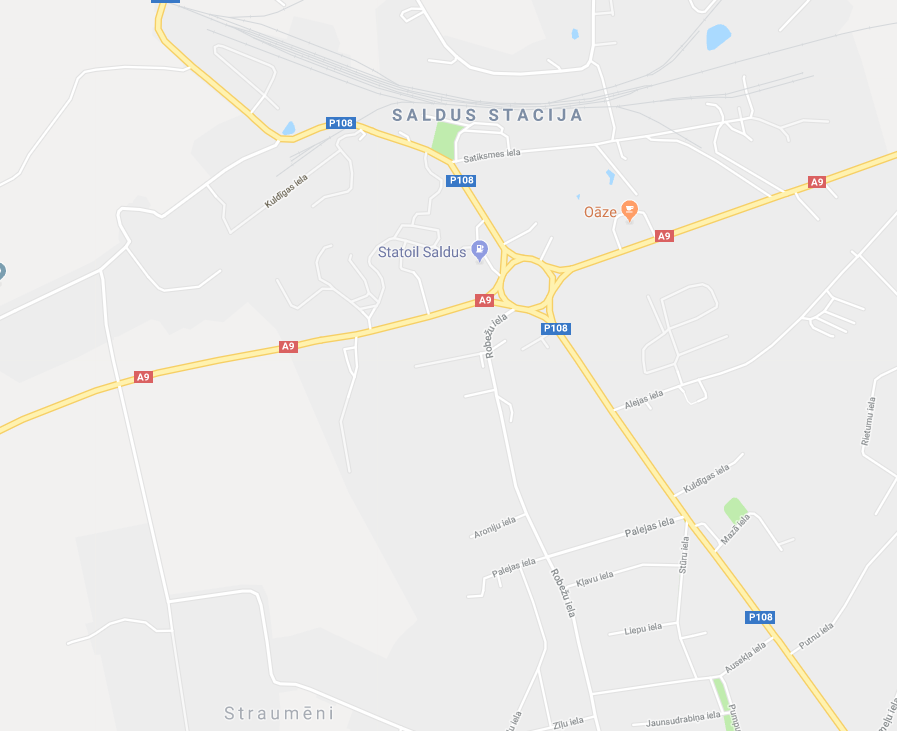 SALDUS STACIJA
P108
Satiksmes iela
P108
A9
Kuldīgas iela
Oāze
A9
Statoil Saldus
A9
P108
Robežu iela
A9
A9
Alejas iela
Rietumu iela
Kuldīgas iela
Aroniju iela
Palejas iela
Mazā iela
Stūru iela
Palejas iela
Kļavu iela
Robežu iela
P108
Liepu iela
Putnu iela
Ausekļa iela
Straumēni
Zīļu iela
Jaunsudrabiņa iela